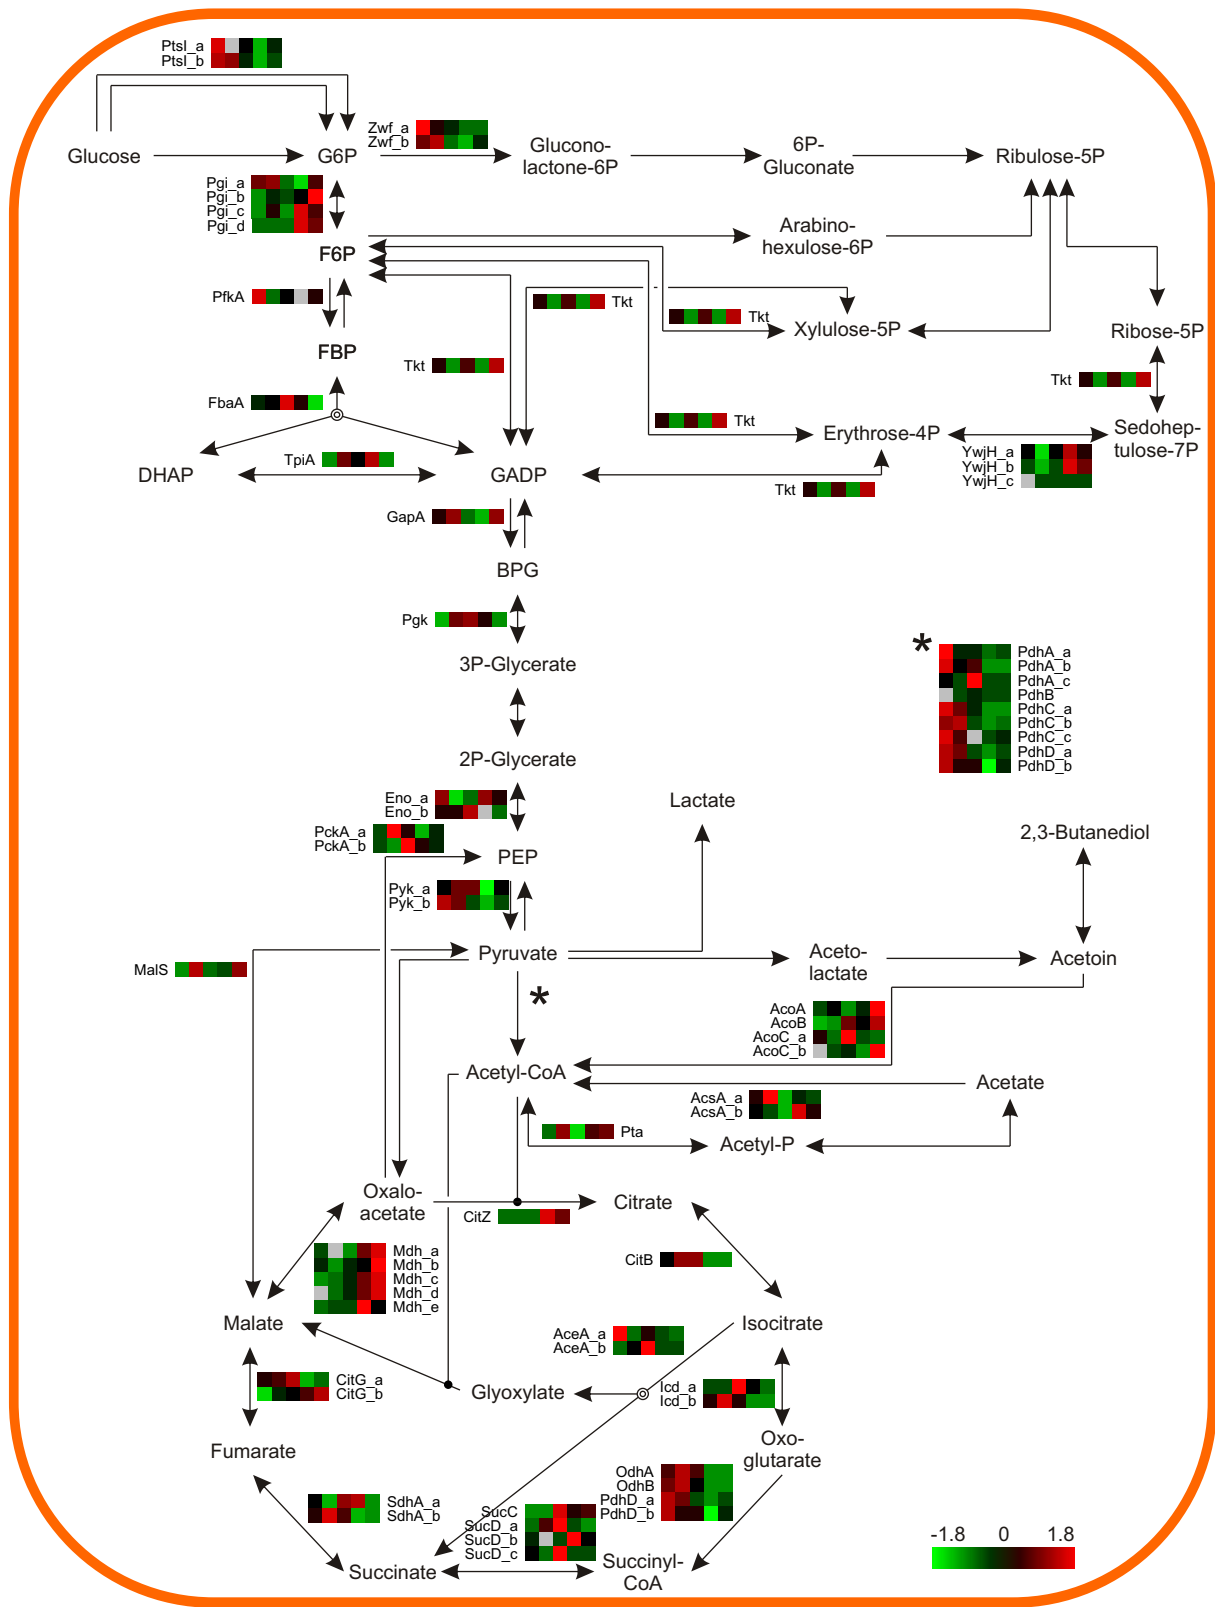 PtsI_a
PtsI_b
Zwf_a
Zwf_b
Glucose
G6P
Glucono-
lactone-6P
6P-
Gluconate
Ribulose-5P
Pgi_a
Pgi_b
Pgi_c
Pgi_d
Arabino-
hexulose-6P
F6P
PfkA
Tkt
Tkt
Xylulose-5P
Ribose-5P
FBP
Tkt
Tkt
FbaA
Tkt
Erythrose-4P
Sedohep-
tulose-7P
YwjH_a
YwjH_b
YwjH_c
TpiA
DHAP
GADP
Tkt
GapA
BPG
Pgk
3P-Glycerate
*
PdhA_a
PdhA_b
PdhA_c
PdhB
PdhC_a
PdhC_b
PdhC_c
PdhD_a
PdhD_b
2P-Glycerate
Eno_a
Eno_b
Lactate
PckA_a
PckA_b
2,3-Butanediol
PEP
Pyk_a
Pyk_b
Pyruvate
Aceto-
lactate
Acetoin
MalS
*
AcoA
AcoB
AcoC_a
AcoC_b
Acetyl-CoA
Acetate
AcsA_a
AcsA_b
Pta
Acetyl-P
Oxalo-
acetate
CitZ
Citrate
Mdh_a
Mdh_b
Mdh_c
Mdh_d
Mdh_e
CitB
Malate
Isocitrate
AceA_a
AceA_b
CitG_a
CitG_b
Glyoxylate
Icd_a
Icd_b
Fumarate
Oxo-
glutarate
OdhA
OdhB
PdhD_a
PdhD_b
SdhA_a
SdhA_b
SucC
SucD_a
SucD_b
SucD_c
Succinate
Succinyl-
CoA
-1.8 0 1.8